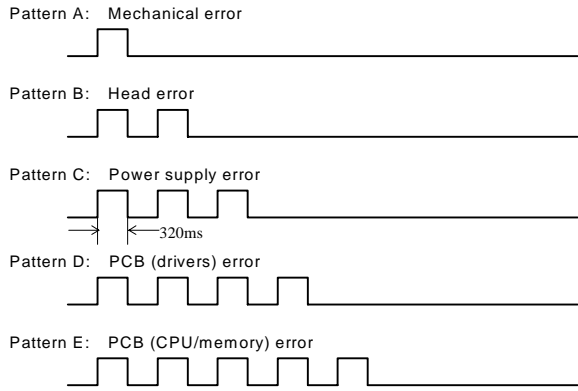 Pattern A: Mechanical error
Pattern B: Head error
Pattern C: Power supply error
320ms
Pattern D: PCB (drivers) error
Pattern E: PCB (CPU/memory) error